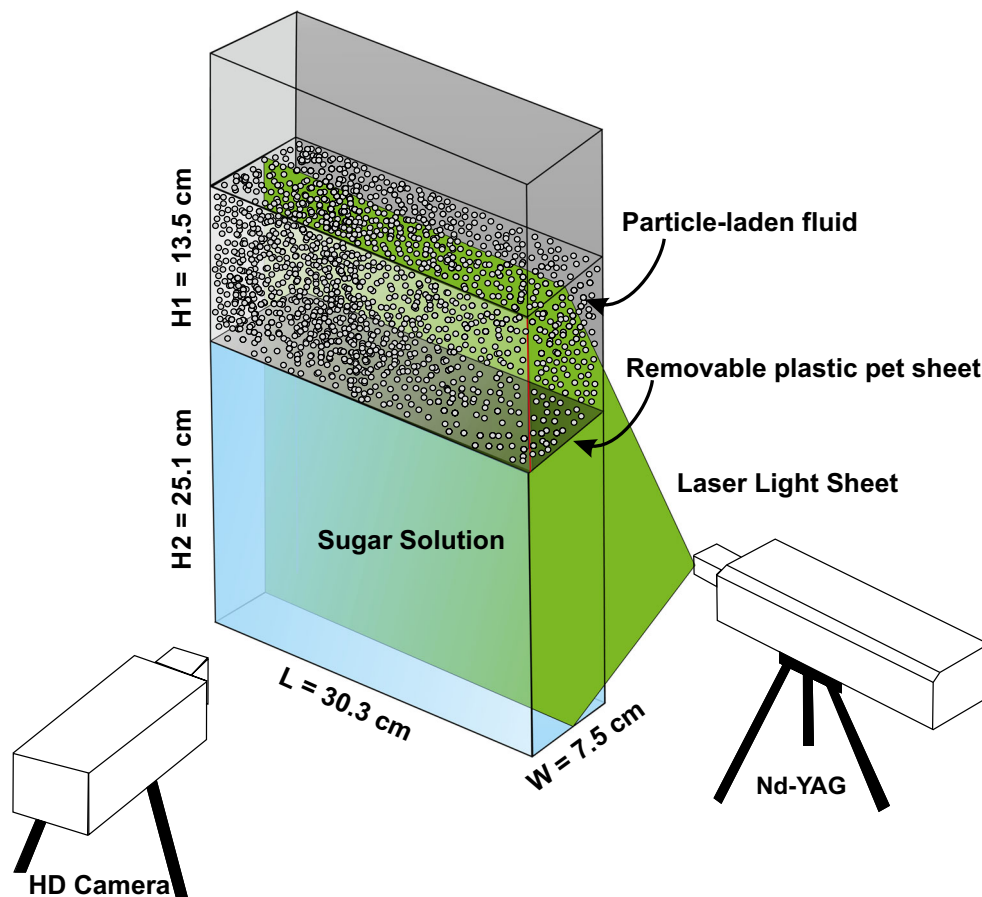 H1 = 13.5 cm
Particle-laden fluid
Removable plastic pet sheet
H2 = 25.1 cm
Laser Light Sheet
Sugar Solution
L = 30.3 cm
W = 7.5 cm
Nd-YAG
HD Camera